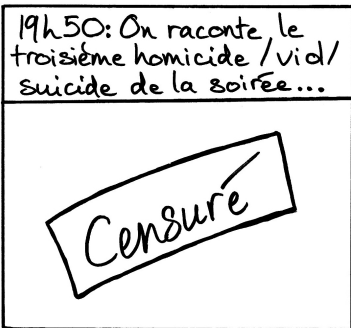 19h50: On raconte le
troisième homicide/viol/
suicide de la soirée...
Censuré